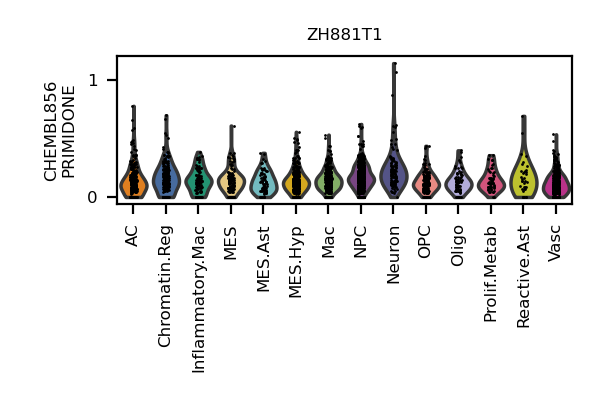 ZH881T1
CHEMBL856
PRIMIDONE
1
0
AC
Chromatin.Reg
Inflammatory.Mac
MES
MES.Ast
MES.Hyp
Mac
NPC
Neuron
OPC
Oligo
Prolif.Metab
Reactive.Ast
Vasc